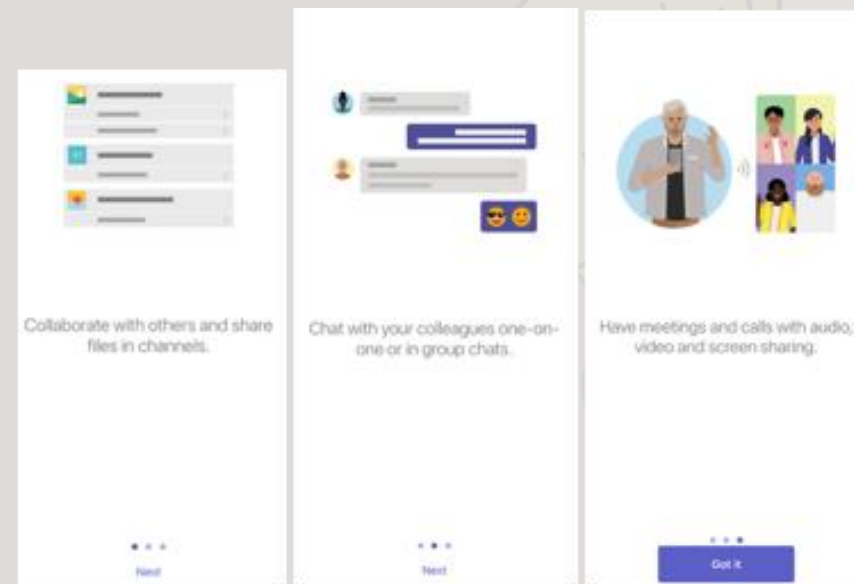 Collaborate with others and share
files in channels.
Next
Chat with your colleagues one-on-
one or in group chats.
Next
Have meetings and calls with audio,
video and screen sharing.
Got it